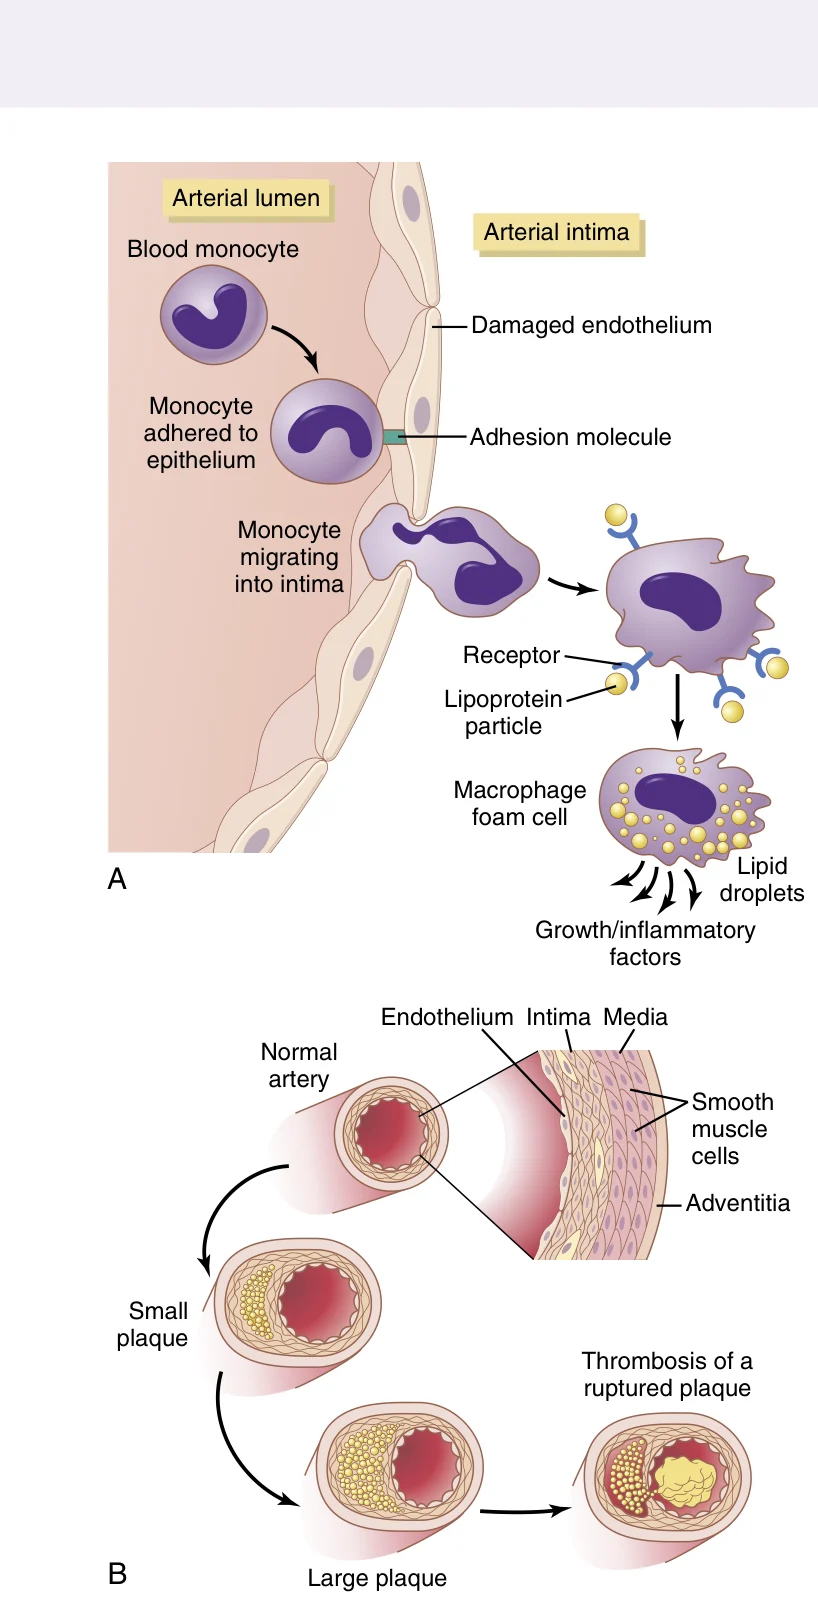 Arterial lumen
Arterial intima
Blood monocyte
Damaged endothelium
Monocyte
adhered to
epithelium
Adhesion molecule
Monocyte
migrating
into intima
Receptor
Lipoprotein
particle
Macrophage
foam cell
Lipid
droplets
A
Growth/inflammatory
factors
Endothelium Intima Media
Normal
artery
Smooth
muscle
cells
Adventitia
Small
plaque
Thrombosis of a
ruptured plaque
B
Large plaque